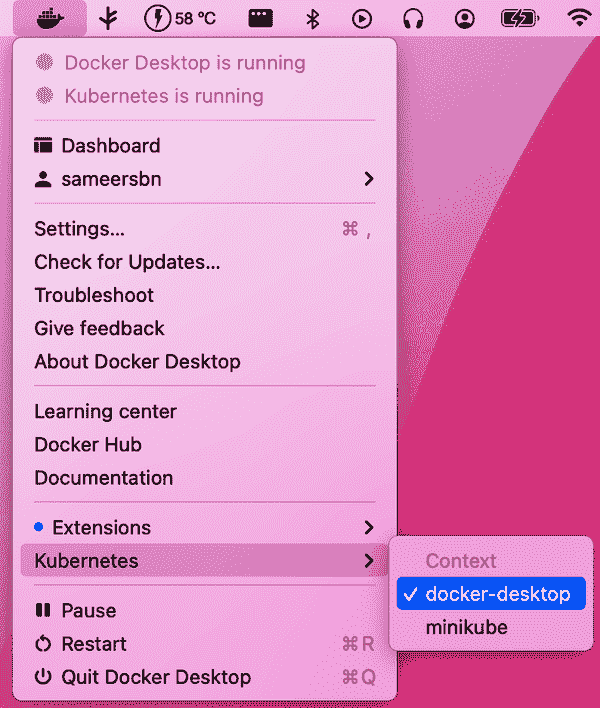 58 °C
Docker Desktop is running
Kubernetes is running
Dashboard
sameersbn
Settings... ⌘ ,
Check for Updates...
Troubleshoot
Give feedback
About Docker Desktop
Learning center
Docker Hub
Documentation
Extensions
Kubernetes
Context
docker-desktop
minikube
Pause
Restart ⌘R
Quit Docker Desktop ⌘Q